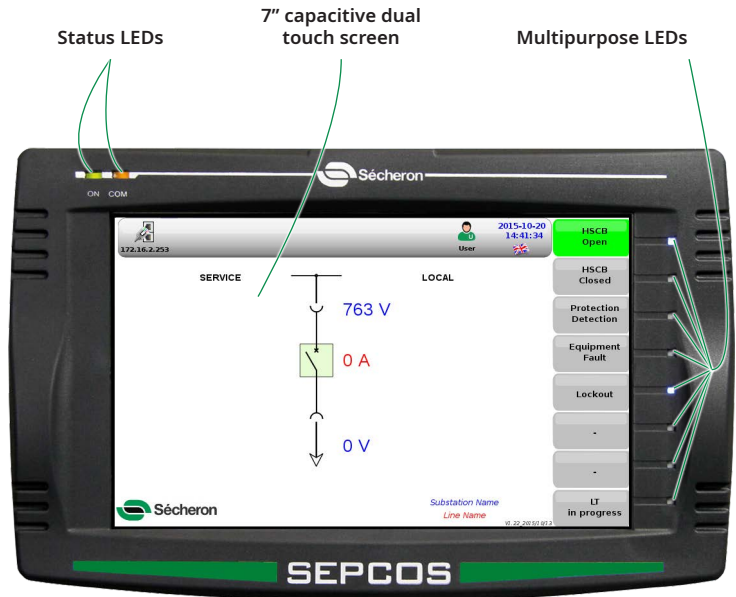 7” capacitive dual
touch screen
Status LEDs
Multipurpose LEDs
Sécheron
ON COM
172.16.2.253
User
2015-10-20
14:41:34
HSCB
Open
SERVICE
LOCAL
HSCB
Closed
763 V
Protection
Detection
0 A
Equipment
Fault
Lockout
-
0 V
-
Sécheron
Substation Name
Line Name
LT
in progress
SEPCOS